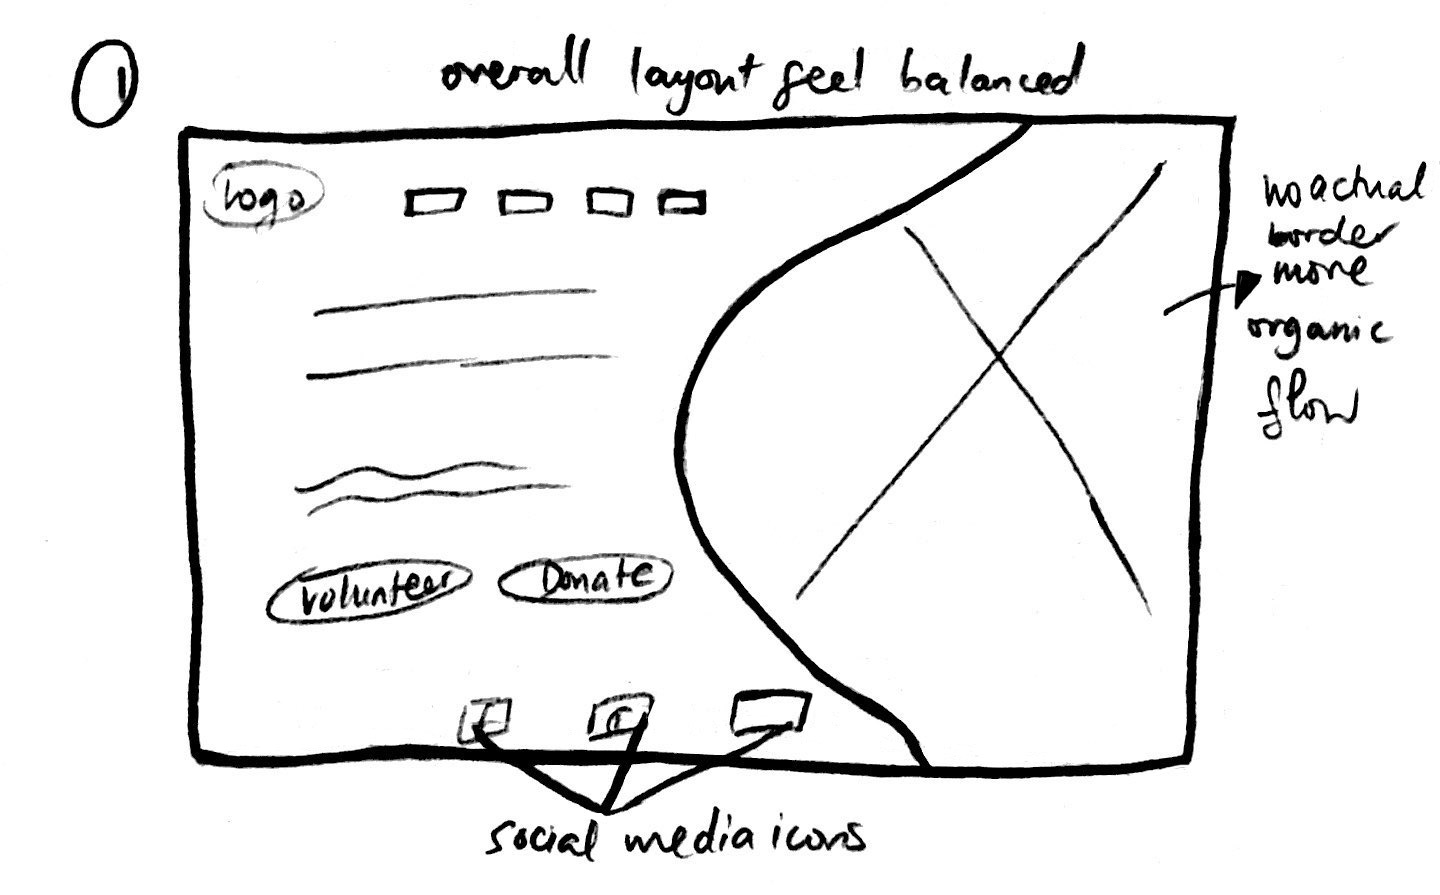 1
overall layout feel balanced
Logo
no actual
border
more
organic
flow
Volunteer
Donate
f
social media icons